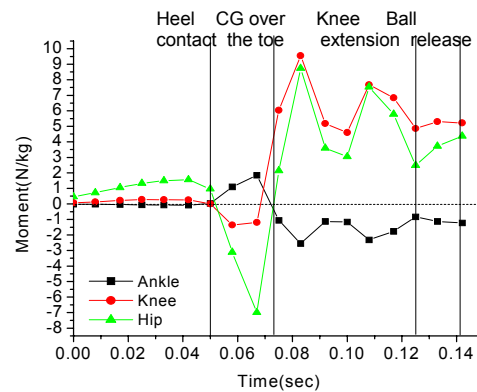 Heel CG over Knee Ball
contact the toe extension release
10
9
8
7
6
5
4
3
2
1
0
-1
-2
-3
-4
-5
-6
-7
-8
Moment(N/kg)
Ankle
Knee
Hip
0.00 0.02 0.04 0.06 0.08 0.10 0.12 0.14
Time(sec)